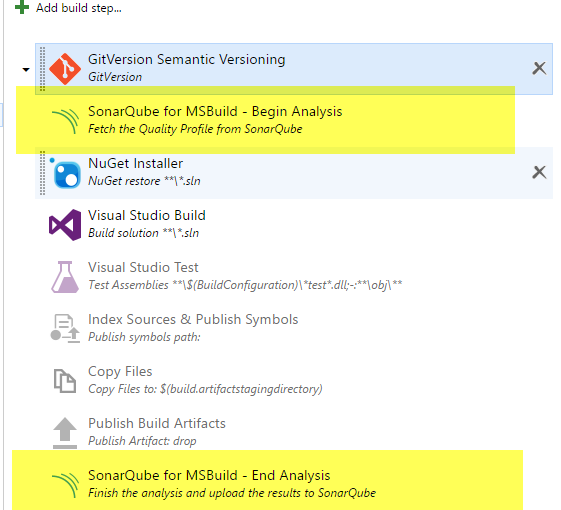 Add build step...
GitVersion Semantic Versioning
GitVersion
SonarQube for MSBuild - Begin Analysis
Fetch the Quality Profile from SonarQube
NuGet Installer
NuGet restore **\*.sln
Visual Studio Build
Build solution **\*.sln
Visual Studio Test
Test Assemblies **\$(BuildConfiguration)\*test*.dll;-:**\obj\**
Index Sources & Publish Symbols
Publish symbols path:
Copy Files
Copy Files to: $(build.artifactstagingdirectory)
Publish Build Artifacts
Publish Artifact: drop
SonarQube for MSBuild - End Analysis
Finish the analysis and upload the results to SonarQube